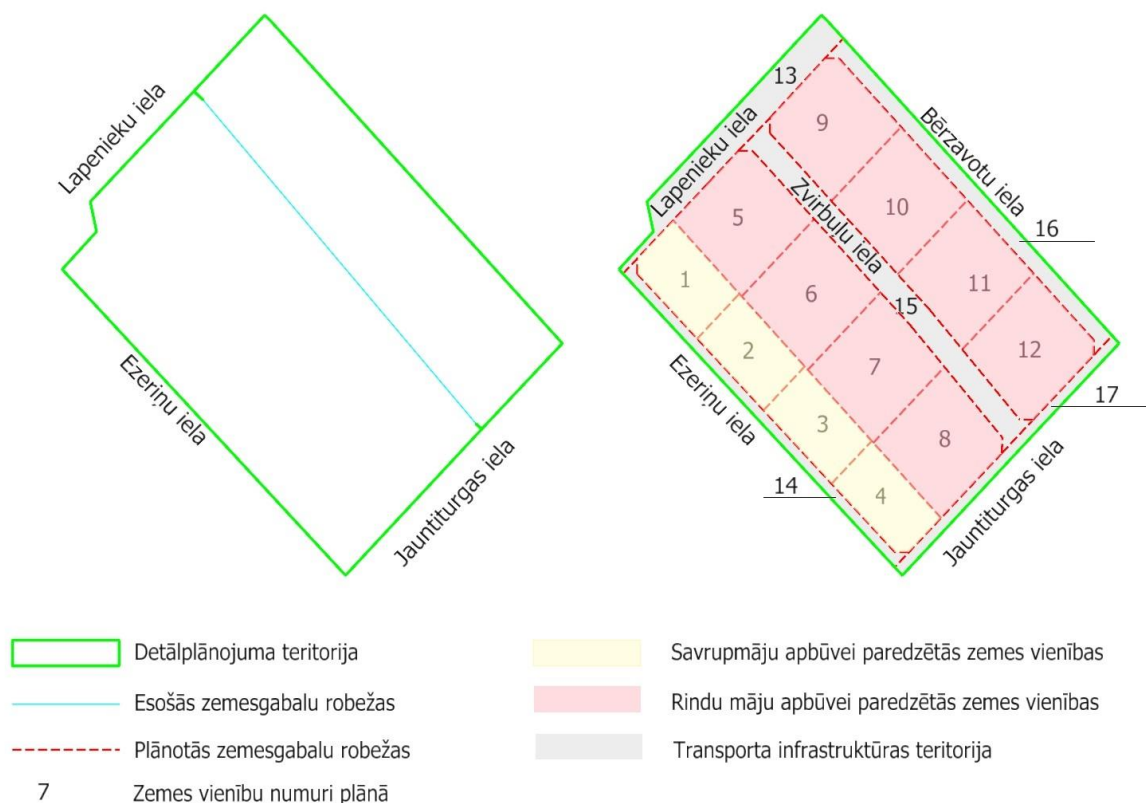 Lapenieku iela
Ezeriņu iela
Jauntiturgas iela
13
Lapenieku iela
9
Bērzavotu iela
Zvirbuļu iela
5
10
16
1
6
11
15
2
12
7
17
Ezeriņu iela
3
8
14
4
Jauntiturgas iela
Detālplānojuma teritorija
Esošās zemesgabalu robežas
Plānotās zemesgabalu robežas
7 Zemes vienību numuri plānā
Savrupmāju apbūvei paredzētās zemes vienības
Rindu māju apbūvei paredzētās zemes vienības
Transporta infrastruktūras teritorija